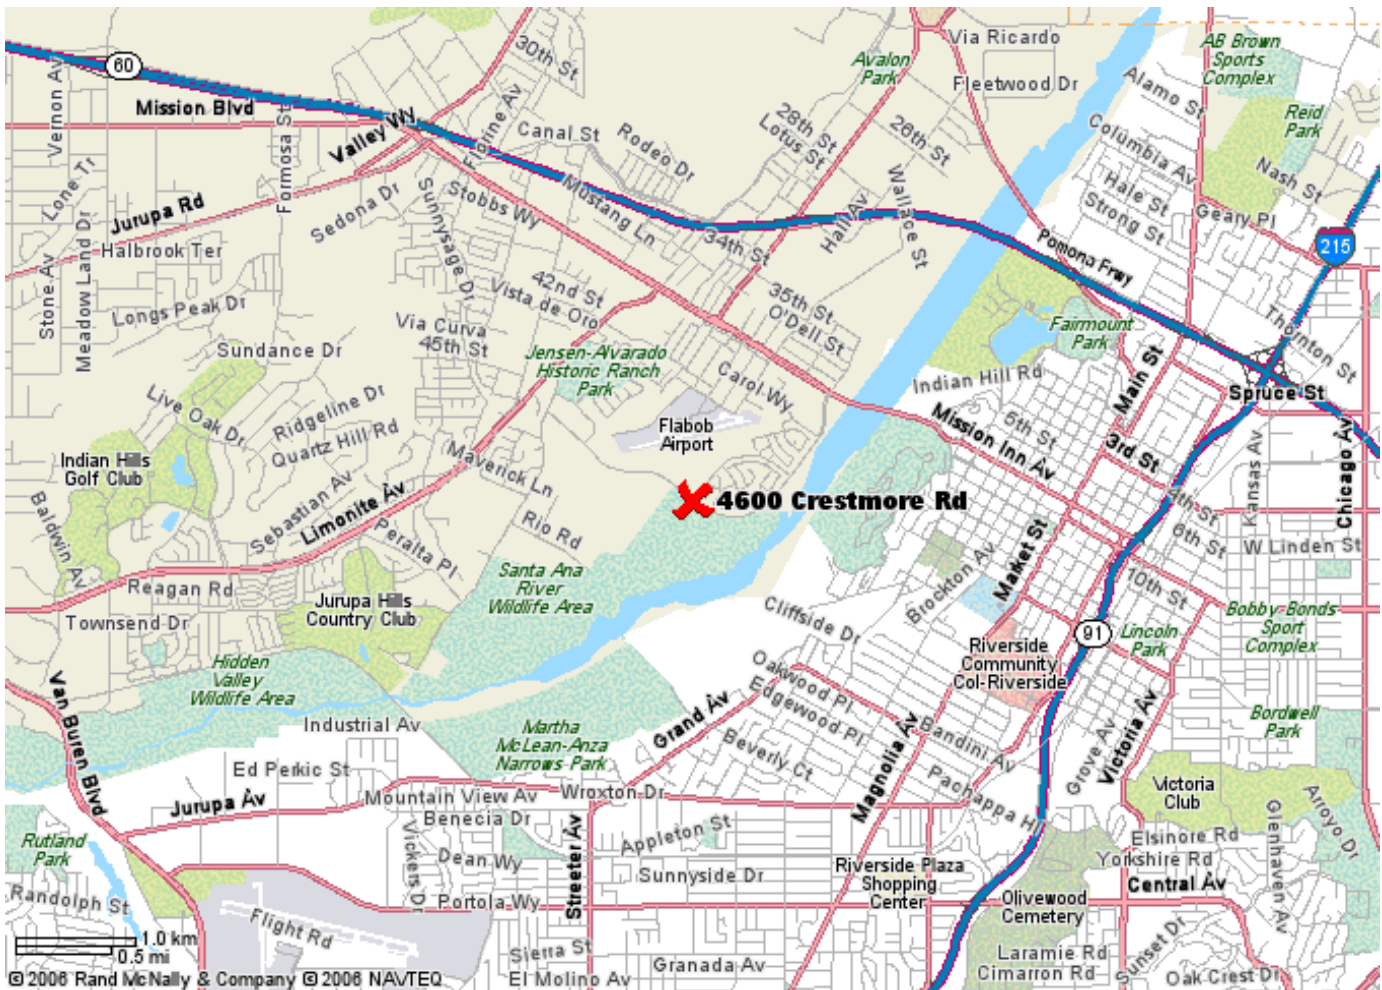 60
Mission Blvd
Vernon Av
Lone Tr
Meadow Land Dr
Stone Av
Jurupa Rd
Halbrook Ter
Longs Peak Dr
Formosa St
Valley Wy
30th St
Florine Av
Canal St
Rodeo Dr
Sedona Dr
Sunnysage Dr
Stobbs Wy
Mustang Ln
34th St
42nd St
Vista de Oro
Via Curva
45th St
Sundance Dr
Live Oak Dr
Ridgeline Dr
Quartz Hill Rd
Indian Hills
Golf Club
Baldwin Av
Sebastian Av
Limonite Av
Maverick Ln
Peralta Pl
Rio Rd
Reagan Rd
Townsend Dr
Jurupa Hills
Country Club
Via Ricardo
Avalon
Park
Fleetwood Dr
28th St
Lotus St
26th St
Hall Av
Wallace St
35th St
O'Dell St
Jensen-Alvarado
Historic Ranch
Park
Carol Wy
Flabob
Airport
4600 Crestmore Rd
AB Brown
Sports
Complex
Alamo St
Columbia Av
Reid
Park
Nash St
Hale St
Strong St
Geary Pl
215
Pomona Frwy
Fairmount
Park
Thornton St
Indian Hill Rd
Main St
Spruce St
Mission Inn Av
5th St
3rd St
4th St
6th St
Kansas Av
Chicago Av
W Linden St
10th St
Market St
Brockton Av
Santa Ana
River
Wildlife Area
Hidden
Valley
Wildlife Area
Cliffside Dr
Riverside
Community
Col-Riverside
91
Lincoln
Park
Bobby Bonds
Sport
Complex
Bordwell
Park
Van Buren Blvd
Industrial Av
Martha
McLean-Anza
Narrows Park
Grand Av
Oakwood Pl
Edgewood Pl
Beverly Ct
Magnolia Av
Bandini Av
Pachappa Hl
Grove Av
Victoria Av
Victoria
Club
Ed Perkic St
Jurupa Av
Mountain View Av
Benecia Dr
Wroxton Dr
Vickers Dr
Dean Wy
Portola Wy
Streeter Av
Appleton St
Sunnyside Dr
Riverside Plaza
Shopping
Center
Elsinore Rd
Yorkshire Rd
Central Av
Glenhaven Av
Arroyo Dr
Olivewood
Cemetery
Rutland
Park
Randolph St
Flight Rd
Sierra St
El Molino Av
Granada Av
Laramie Rd
Cimarron Rd
Sunset Dr
Oak Crest Dr
1.0 km
0.5 mi
© 2006 Rand McNally & Company © 2006 NAVTEQ